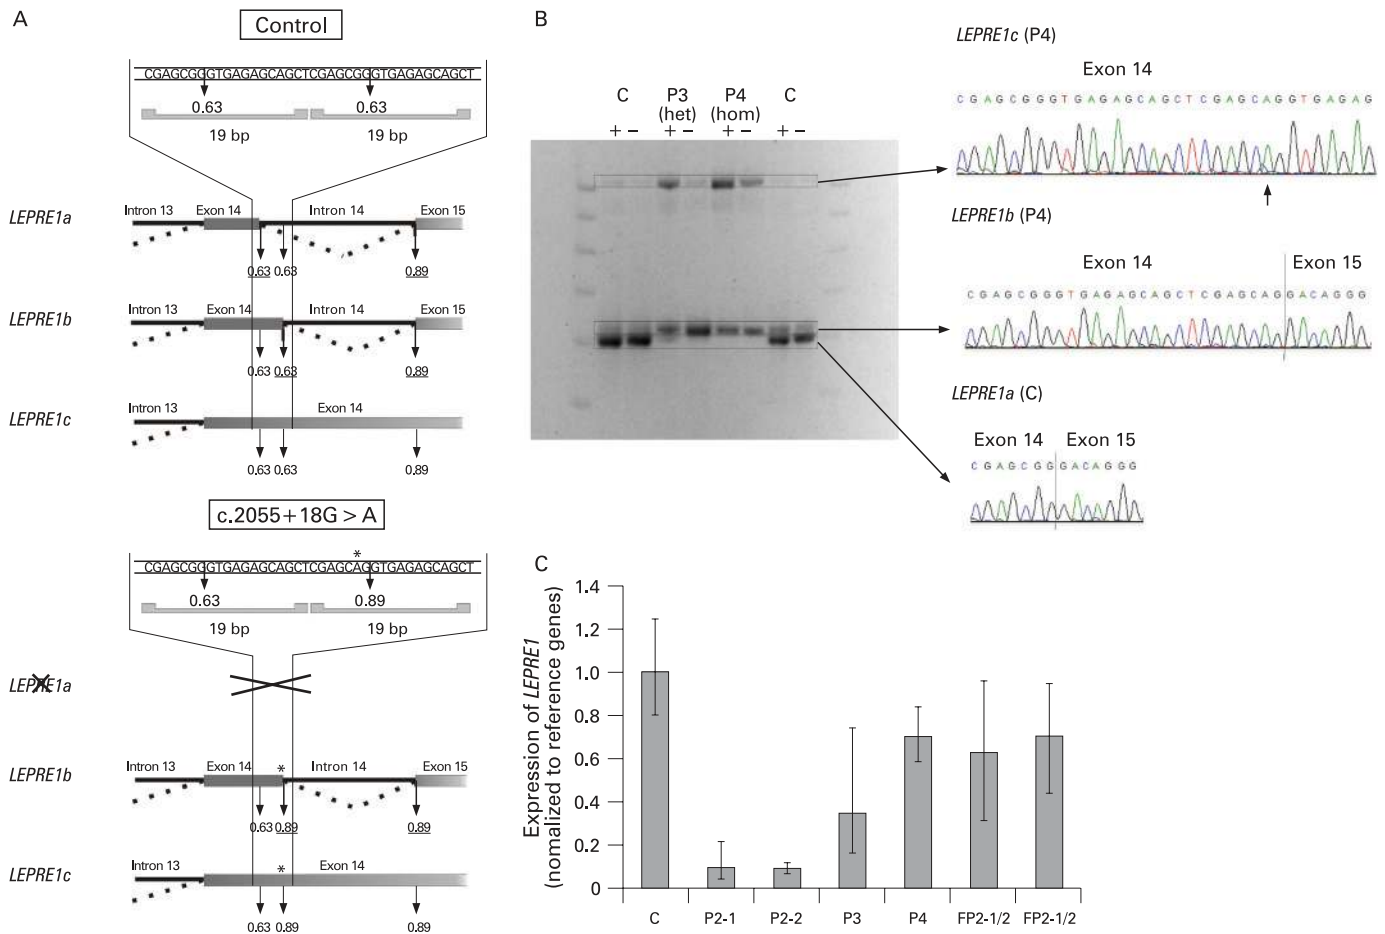 A
Control
CGAGCGGGTGAGAGCAGCTCGAGCGGGTGAGAGCAGCT
0.63 0.63
19 bp 19 bp
Intron 13 Exon 14 Intron 14 Exon 15
LEPRE1a
0.63 0.63 0.89
Intron 13 Exon 14 Intron 14 Exon 15
LEPRE1b
0.63 0.63 0.89
Intron 13 Exon 14
LEPRE1c
0.63 0.63 0.89
c.2055+18G > A
*
CGAGCGGGTGAGAGCAGCTCGAGCAGGTGAGAGCAGCT
0.63 0.89
19 bp 19 bp
LEPRE1a
Intron 13 Exon 14 * Intron 14 Exon 15
LEPRE1b
0.63 0.89 0.89
Intron 13 * Exon 14
LEPRE1c
0.63 0.89 0.89
B
C P3 P4 C
(het) (hom)
+ − + − + − + −
LEPRE1c (P4)
Exon 14
CGAGCGGGTGAGAGCAGCTCGAGCAGGTGAGAG
LEPRE1b (P4)
Exon 14 Exon 15
CGAGCGGGTGAGAGCAGCTCGAGCAGGACAGGG
LEPRE1a (C)
Exon 14 Exon 15
CGAGCGGGACAGGG
C
Expression of LEPRE1
(nomalized to reference genes)
1.4
1.2
1.0
0.8
0.6
0.4
0.2
0
C P2-1 P2-2 P3 P4 FP2-1/2 FP2-1/2